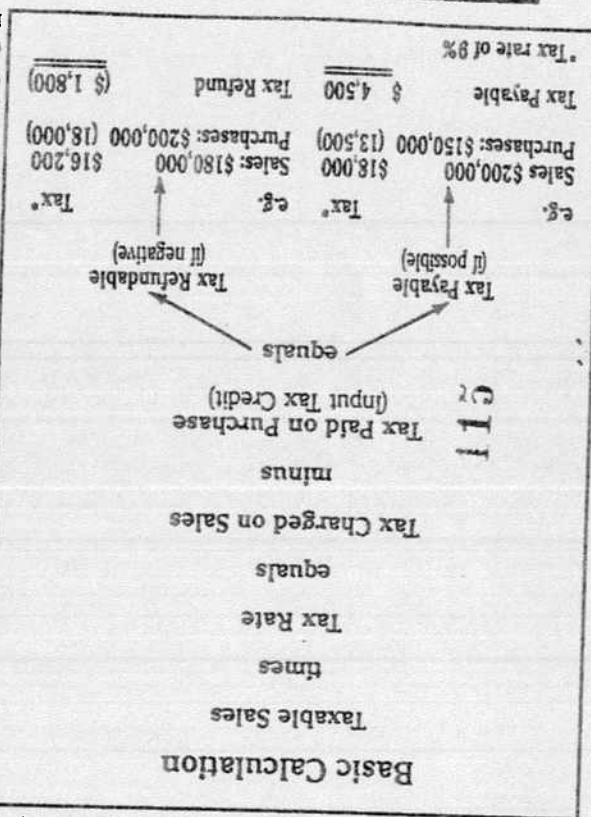 Basic Calculation
Taxable Sales
times
Tax Rate
equals
Tax Charged on Sales
minus
Tax Paid on Purchase
(Input Tax Credit)
ITC
equals
Tax Payable
(if possible)
Tax Refundable
(if negative)
e.g. Tax*
Sales $200,000 $18,000
Purchases: $150,000 (13,500)
Tax Payable $ 4,500
e.g. Tax*
Sales: $180,000 $16,200
Purchases: $200,000 (18,000)
Tax Refund ($ 1,800)
*Tax rate of 9%